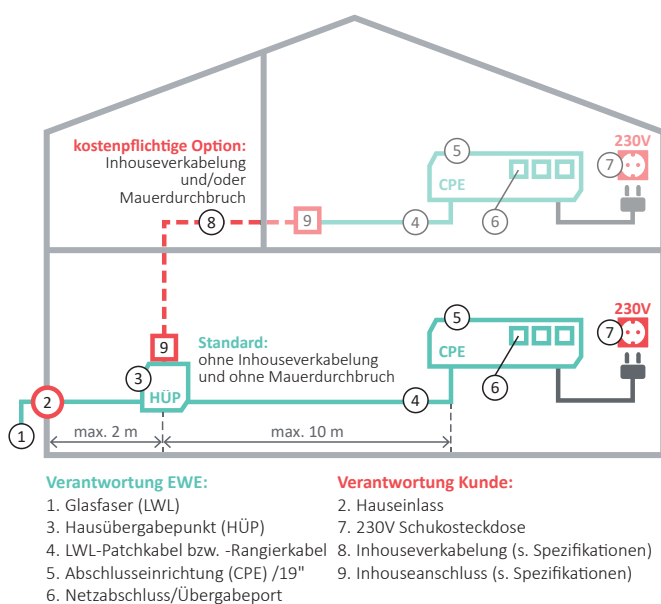 kostenpflichtige Option:
Inhouseverkabelung
und/oder
Mauerdurchbruch
8
9
4
5
CPE
6
230V
7
9
3
HÜP
Standard:
ohne Inhouseverkabelung
und ohne Mauerdurchbruch
5
CPE
6
230V
7
2
1
4
max. 2 m
max. 10 m
Verantwortung EWE:
1. Glasfaser (LWL)
3. Hausübergabepunkt (HÜP)
4. LWL-Patchkabel bzw. -Rangierkabel
5. Abschlusseinrichtung (CPE) /19"
6. Netzabschluss/Übergabeport
Verantwortung Kunde:
2. Hauseinlass
7. 230V Schukosteckdose
8. Inhouseverkabelung (s. Spezifikationen)
9. Inhouseanschluss (s. Spezifikationen)